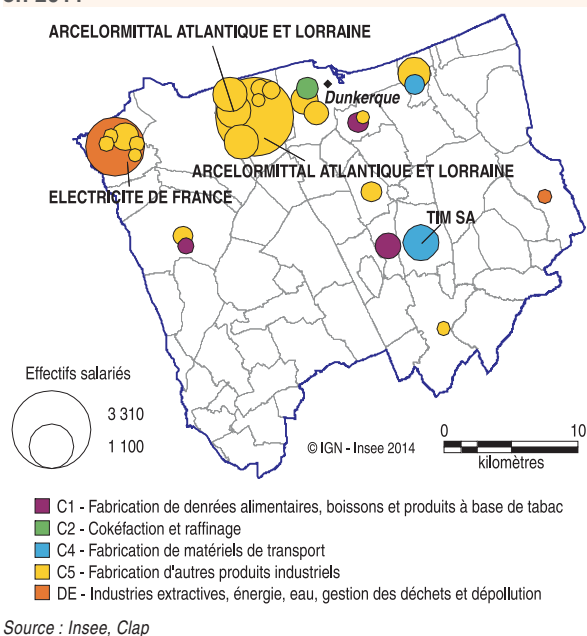 ARCELORMITTAL ATLANTIQUE ET LORRAINE
Dunkerque
ARCELORMITTAL ATLANTIQUE ET LORRAINE
ELECTRICITE DE FRANCE
TIM SA
Effectifs salariés
3 310
1 100
© IGN - Insee 2014
0 10
kilomètres
C1 - Fabrication de denrées alimentaires, boissons et produits à base de tabac
C2 - Cokéfaction et raffinage
C4 - Fabrication de matériels de transport
C5 - Fabrication d'autres produits industriels
DE - Industries extractives, énergie, eau, gestion des déchets et dépollution
Source : Insee, Clap